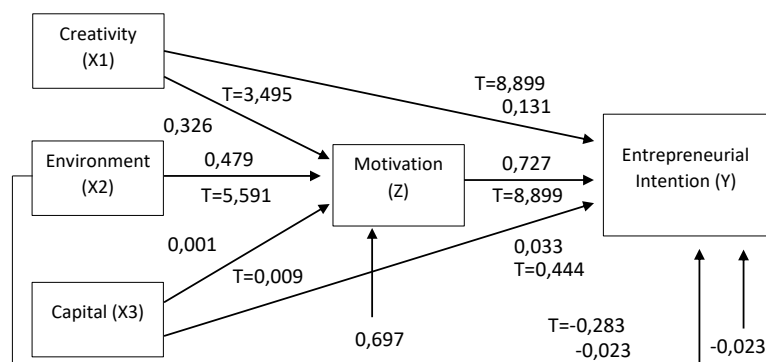 Creativity
(X1)
T=8,899
0,131
T=3,495
0,326
Environment
(X2)
0,479
T=5,591
Motivation
(Z)
0,727
T=8,899
Entrepreneurial
Intention (Y)
0,001
T=0,009
0,033
T=0,444
Capital (X3)
0,697
T=-0,283
-0,023
-0,023